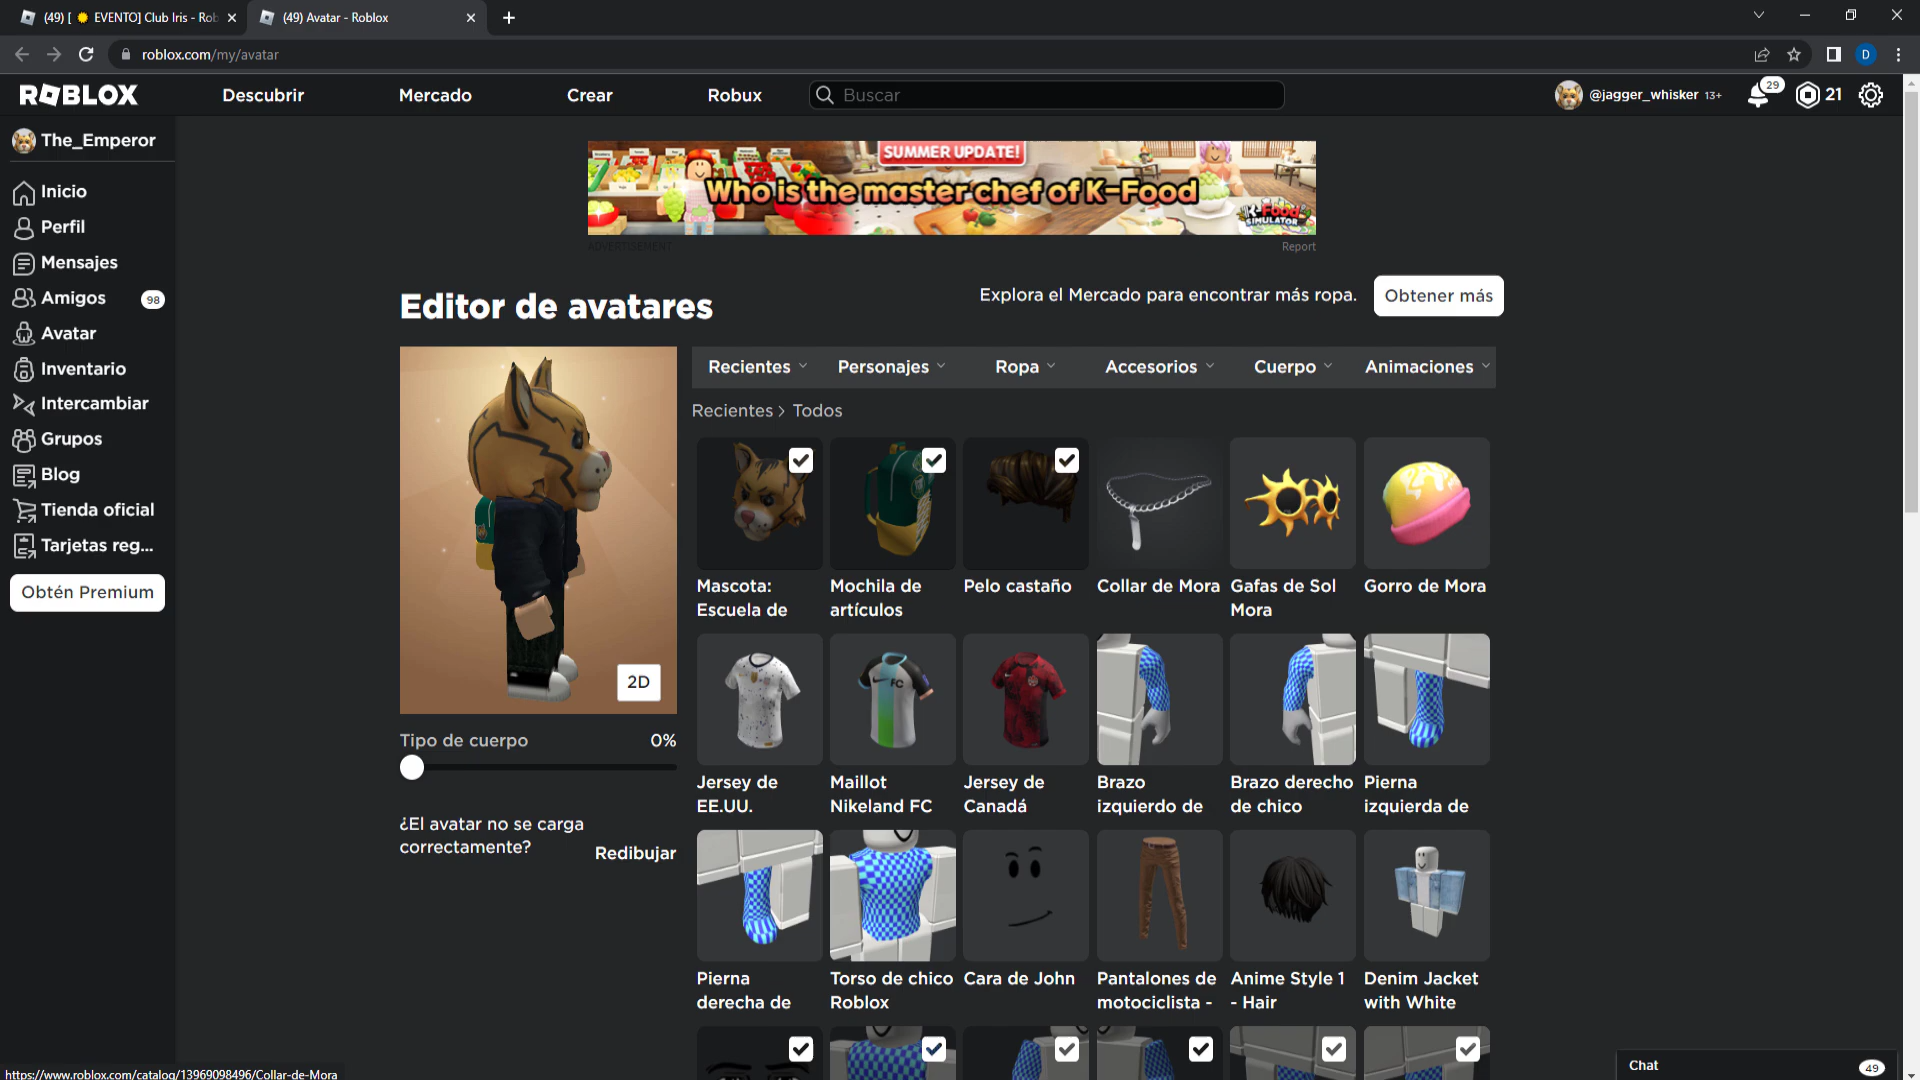 (49) [ EVENTO] Club Iris - Rob
(49) Avatar - Roblox
roblox.com/my/avatar
D
ROBLOX
Descubrir
Mercado
Crear
Robux
Buscar
@jagger_whisker 13+
29
21
The_Emperor
Inicio
Perfil
Mensajes
Amigos
98
Avatar
Inventario
Intercambiar
Grupos
Blog
Tienda oficial
Tarjetas reg...
Obtén Premium
SUMMER UPDATE!
Who is the master chef of K-Food
K-Food
SIMULATOR
ADVERTISEMENT
Report
Editor de avatares
Explora el Mercado para encontrar más ropa.
Obtener más
2D
Tipo de cuerpo
0%
¿El avatar no se carga
correctamente?
Redibujar
Recientes
Personajes
Ropa
Accesorios
Cuerpo
Animaciones
Recientes > Todos
Mascota:
Escuela de
Mochila de
artículos
Pelo castaño
Collar de Mora
Gafas de Sol
Mora
Gorro de Mora
FC
Jersey de
EE.UU.
Maillot
Nikeland FC
Jersey de
Canadá
Brazo
izquierdo de
Brazo derecho
de chico
Pierna
izquierda de
Pierna
derecha de
Torso de chico
Roblox
Cara de John
Pantalones de
motociclista -
Anime Style 1
- Hair
Denim Jacket
with White
https://www.roblox.com/catalog/13969098496/Collar-de-Mora
Chat
49